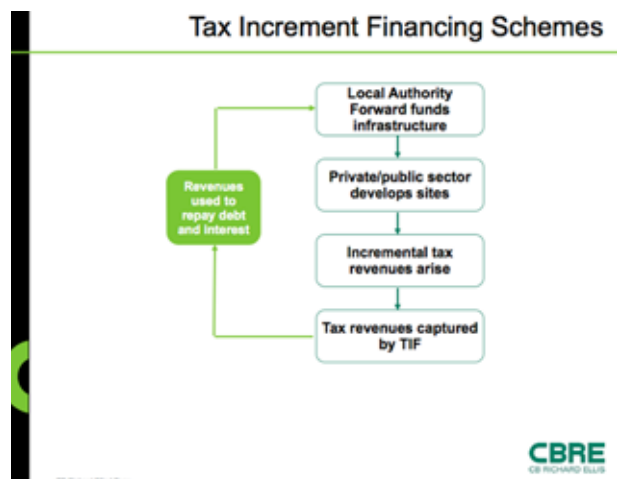 Tax Increment Financing Schemes
Local Authority
Forward funds
infrastructure
Private/public sector
develops sites
Revenues
used to
repay debt
and interest
Incremental tax
revenues arise
Tax revenues captured
by TIF
CBRE
CB RICHARD ELLIS